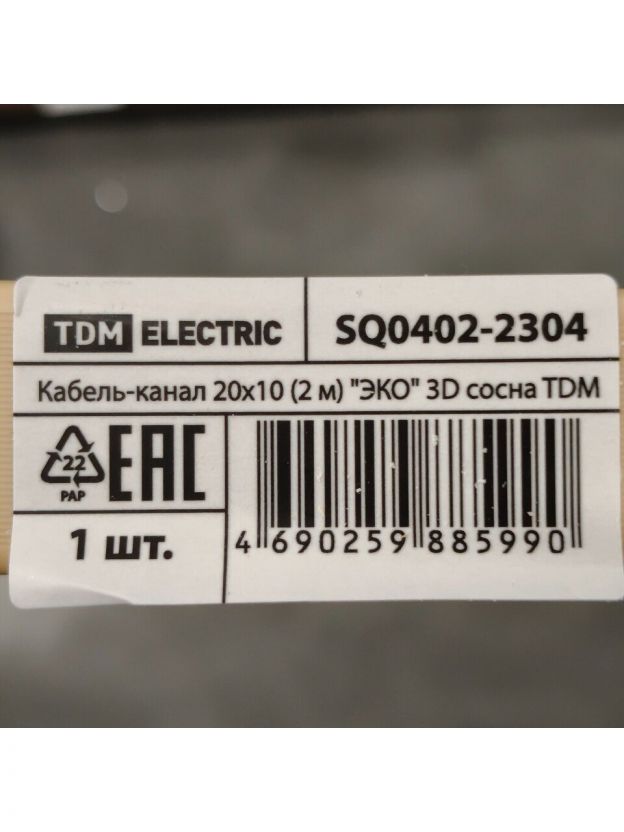 TDM ELECTRIC
SQ0402-2304
Кабель-канал 20х10 (2 м) "ЭКО" 3D сосна TDM
22
PAP
EAC
1 шт.
4 690259 885990